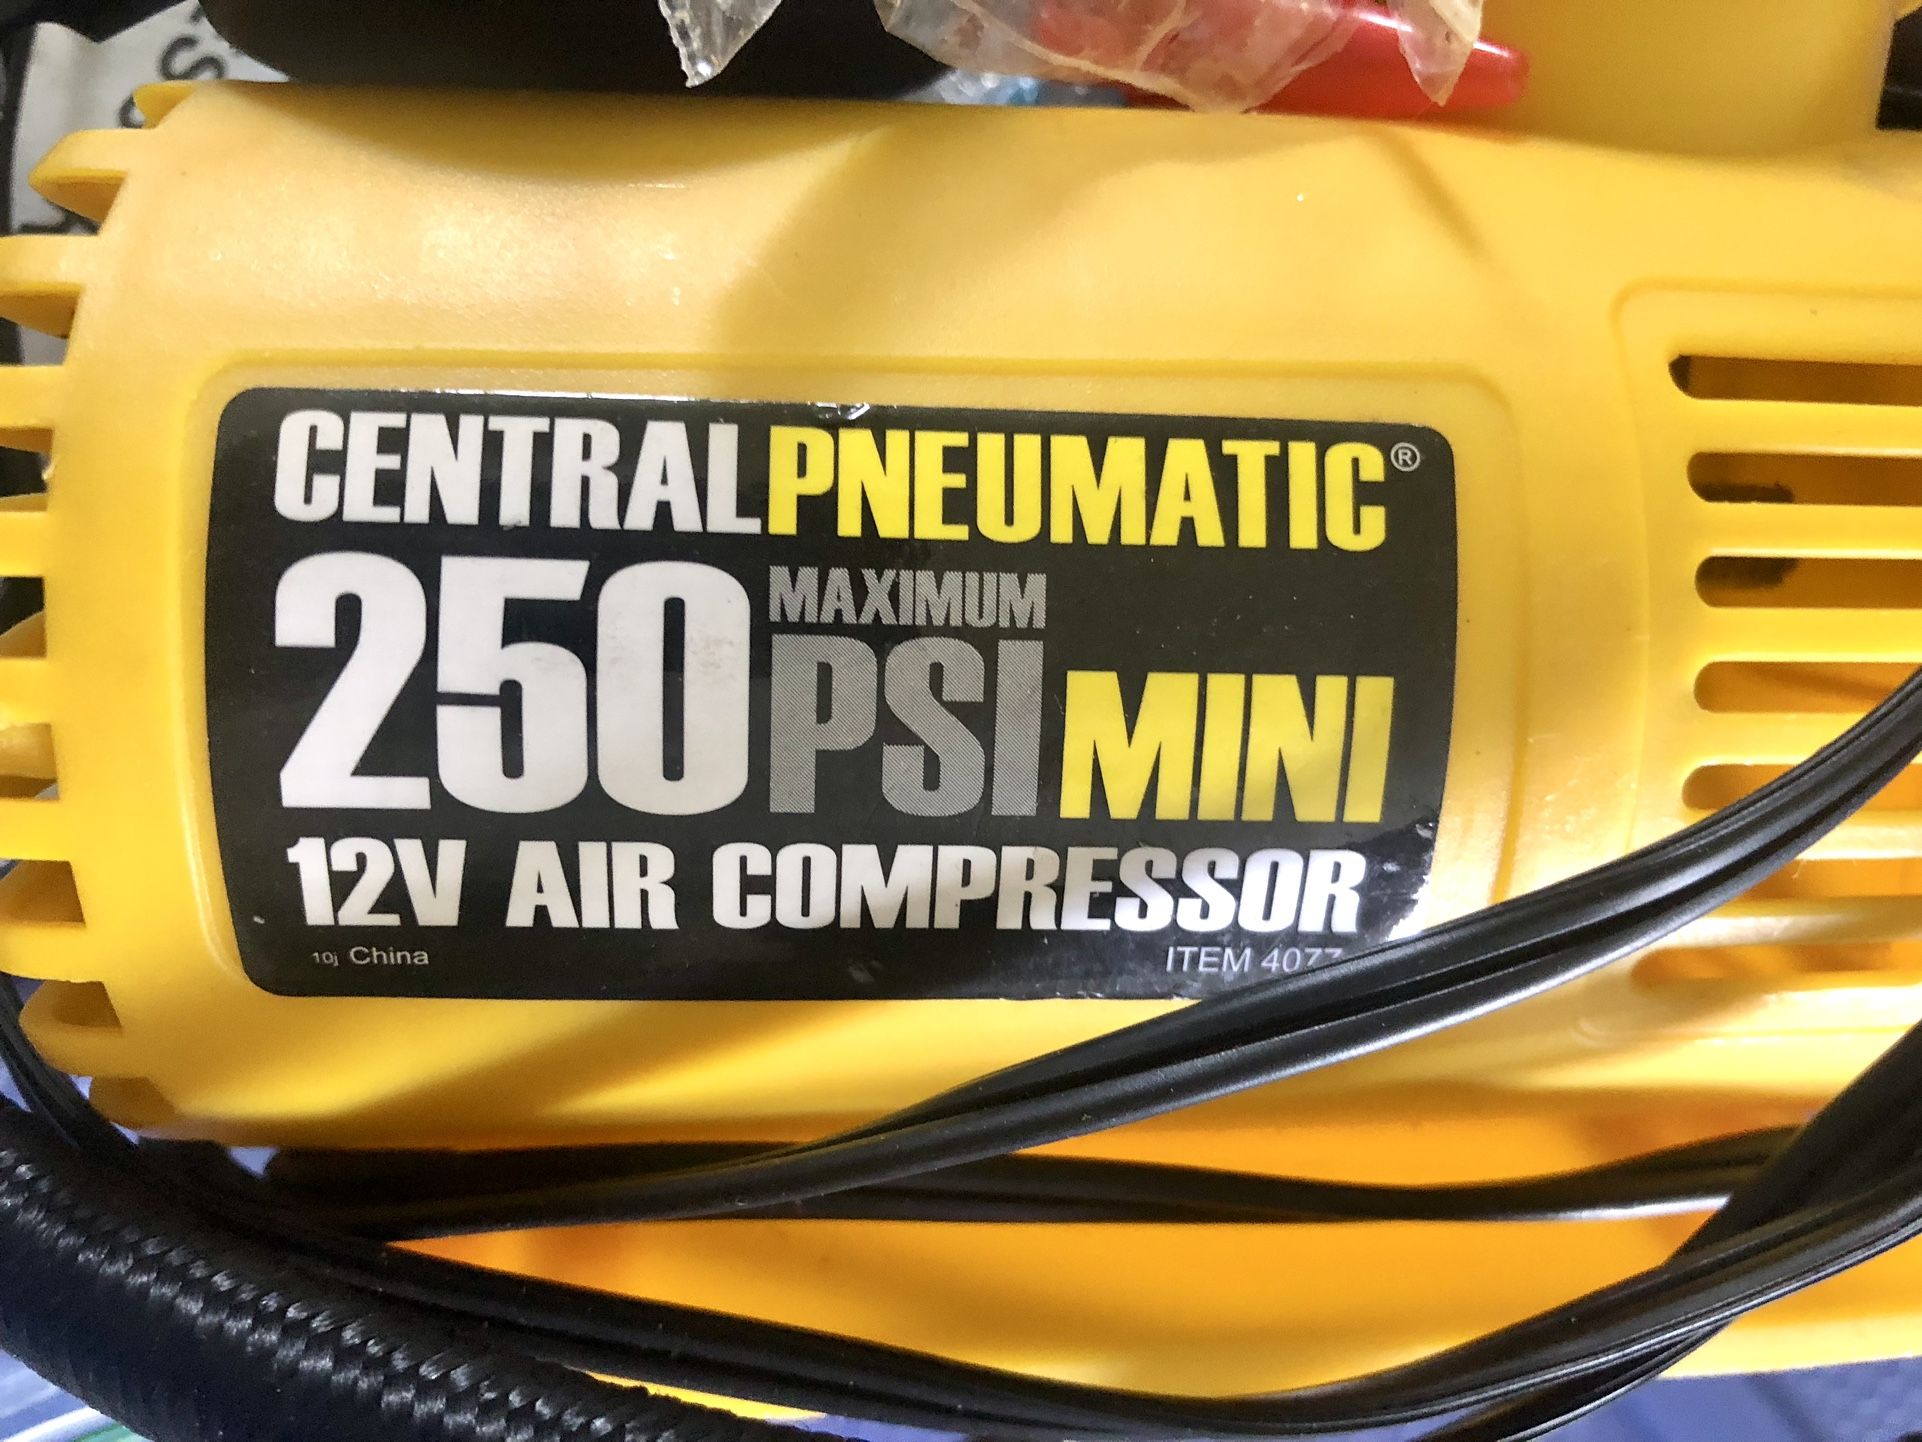 CENTRALPNEUMATIC®
250 MAXIMUM PSI MINI
12V AIR COMPRESSOR
10j China
ITEM 4077